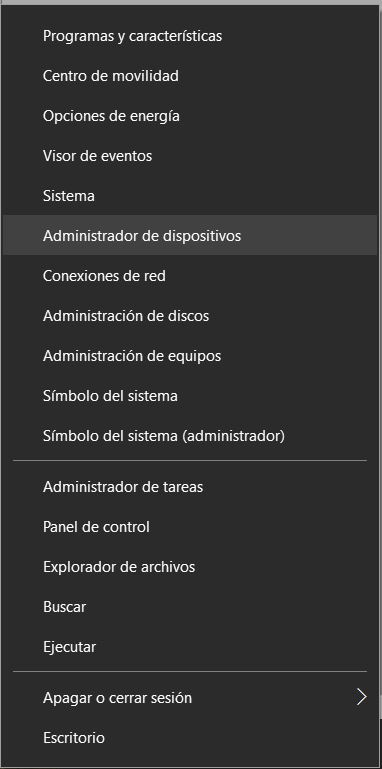 Programas y características
Centro de movilidad
Opciones de energía
Visor de eventos
Sistema
Administrador de dispositivos
Conexiones de red
Administración de discos
Administración de equipos
Símbolo del sistema
Símbolo del sistema (administrador)
Administrador de tareas
Panel de control
Explorador de archivos
Buscar
Ejecutar
Apagar o cerrar sesión
Escritorio